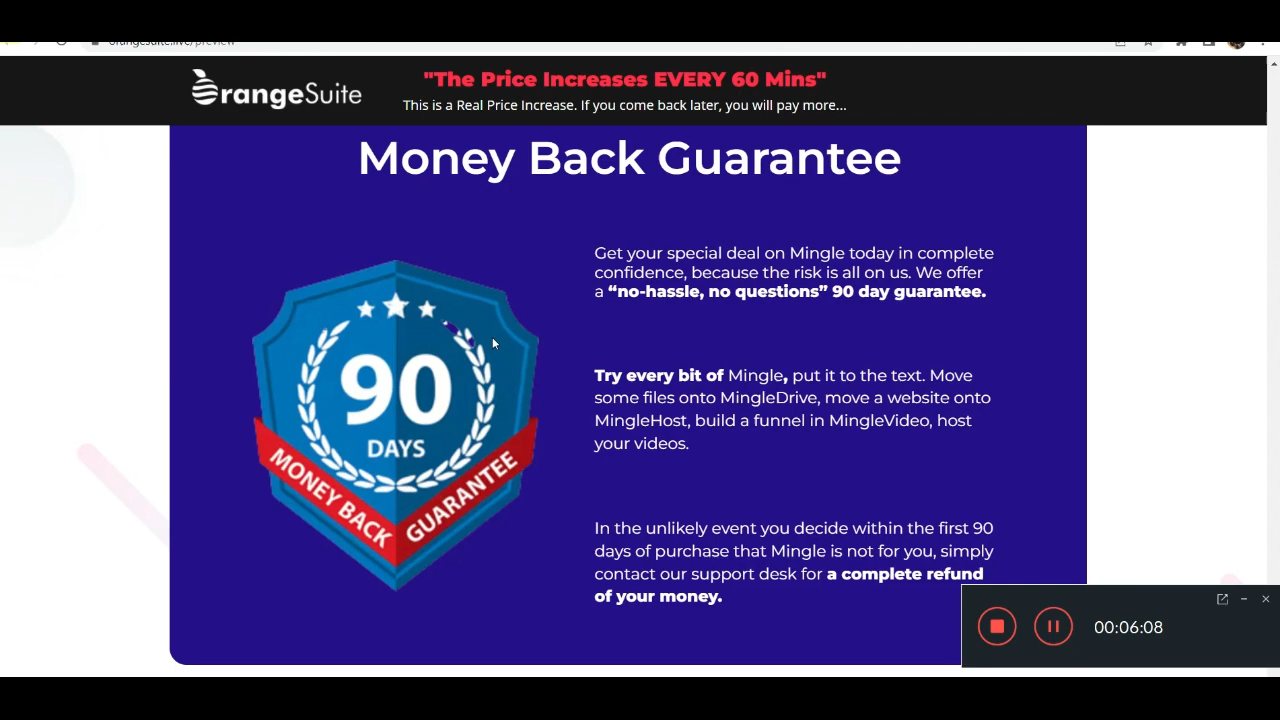 orangesuite.live/preview
OrangeSuite
"The Price Increases EVERY 60 Mins"
This is a Real Price Increase. If you come back later, you will pay more...
Money Back Guarantee
Get your special deal on Mingle today in complete
confidence, because the risk is all on us. We offer
a “no-hassle, no questions” 90 day guarantee.
Try every bit of Mingle, put it to the text. Move
some files onto MingleDrive, move a website onto
MingleHost, build a funnel in MingleVideo, host
your videos.
In the unlikely event you decide within the first 90
days of purchase that Mingle is not for you, simply
contact our support desk for a complete refund
of your money.
90
DAYS
MONEY BACK GUARANTEE
00:06:08